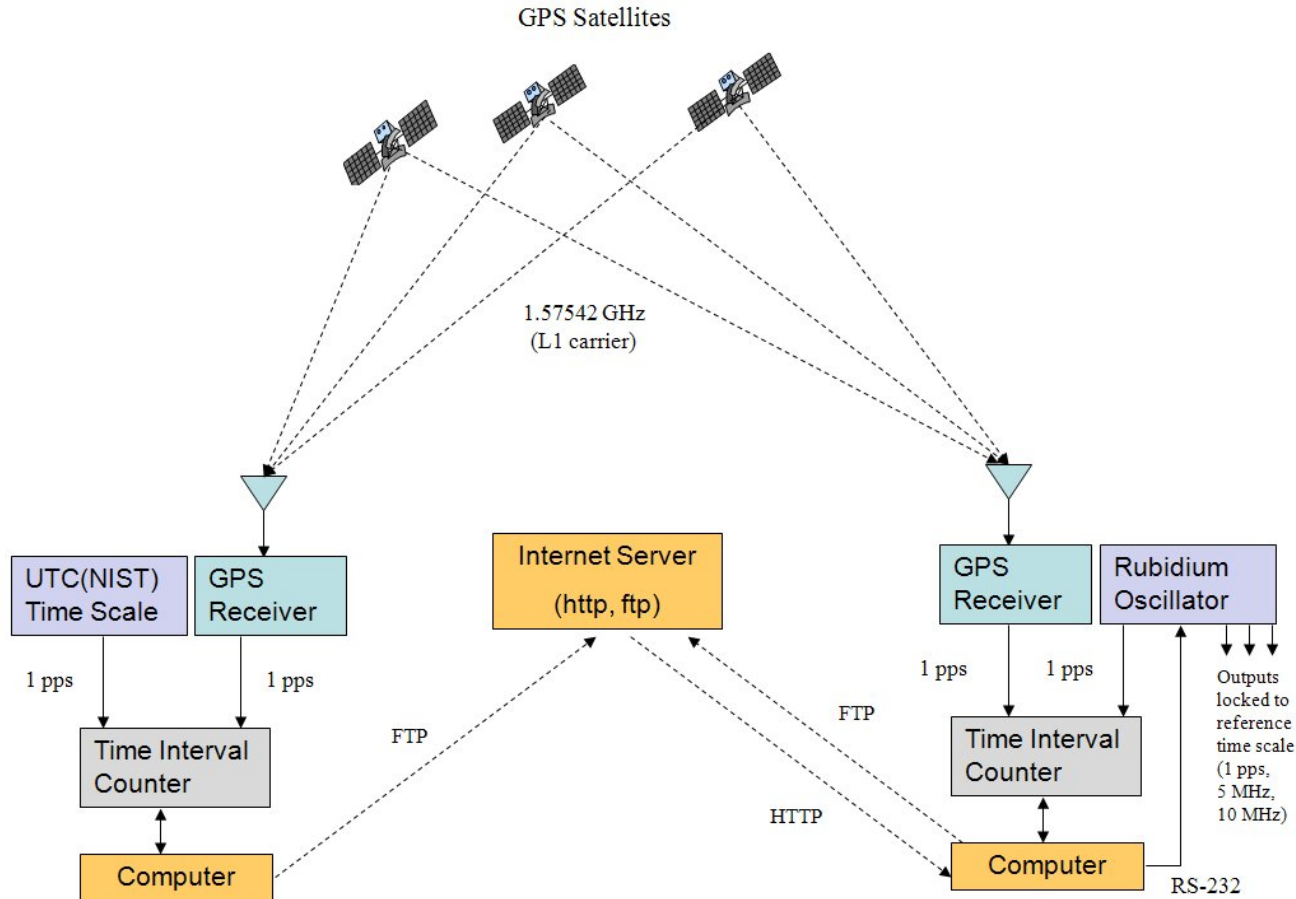 GPS Satellites
1.57542 GHz
(L1 carrier)
UTC(NIST)
Time Scale
GPS
Receiver
Internet Server
(http, ftp)
GPS
Receiver
Rubidium
Oscillator
1 pps
1 pps
1 pps
1 pps
Outputs
locked to
reference
time scale
(1 pps,
5 MHz,
10 MHz)
Time Interval
Counter
FTP
FTP
Time Interval
Counter
HTTP
Computer
Computer
RS-232